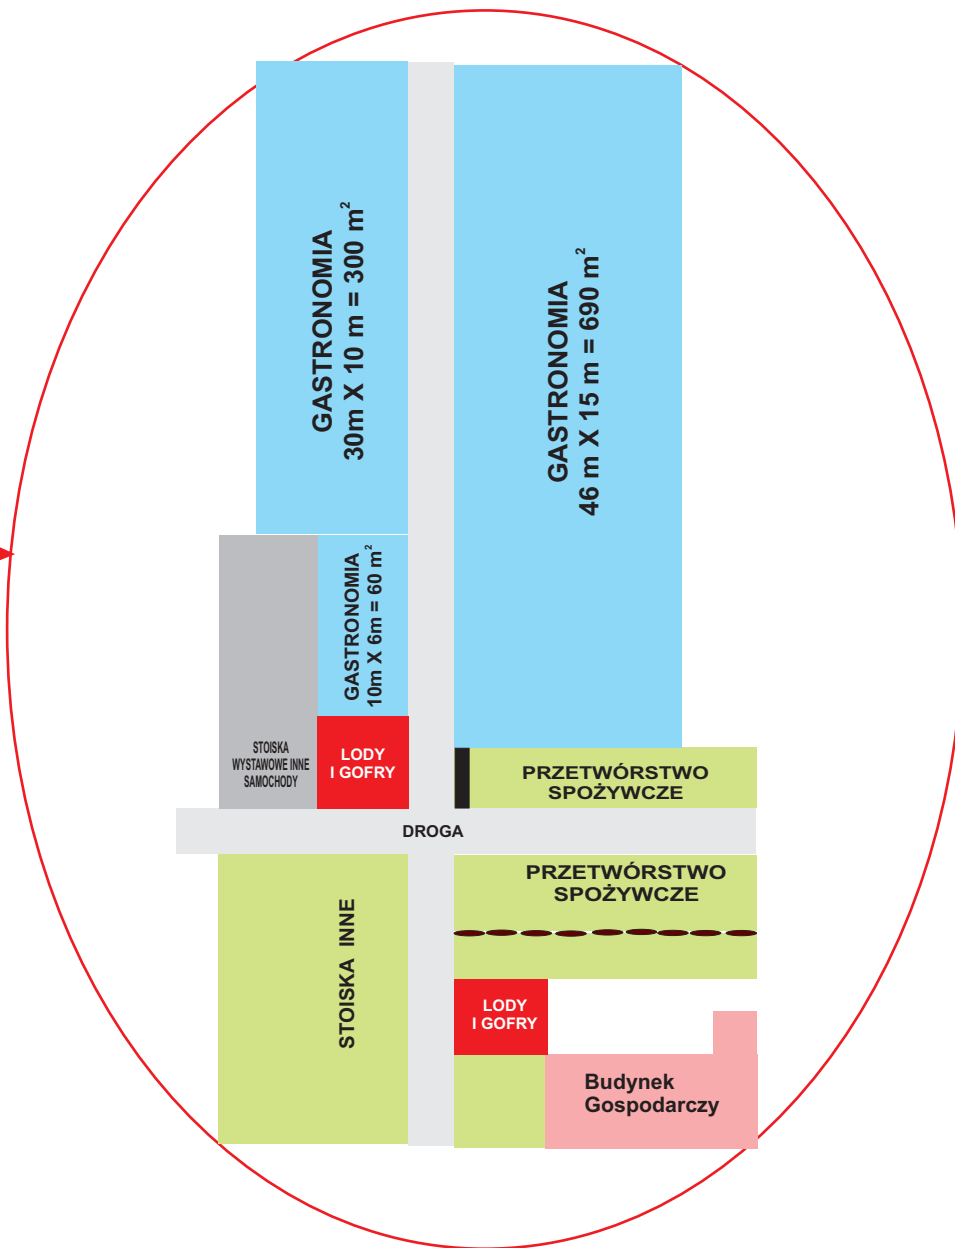 GASTRONOMIA
30m X 10 m = 300 m²
GASTRONOMIA
46 m X 15 m = 690 m²
GASTRONOMIA
10m X 6m = 60 m²
STOISKA
WYSTAWOWE INNE
SAMOCHODY
LODY
I GOFRY
PRZETWÓRSTWO
SPOŻYWCZE
DROGA
PRZETWÓRSTWO
SPOŻYWCZE
STOISKA INNE
LODY
I GOFRY
Budynek
Gospodarczy